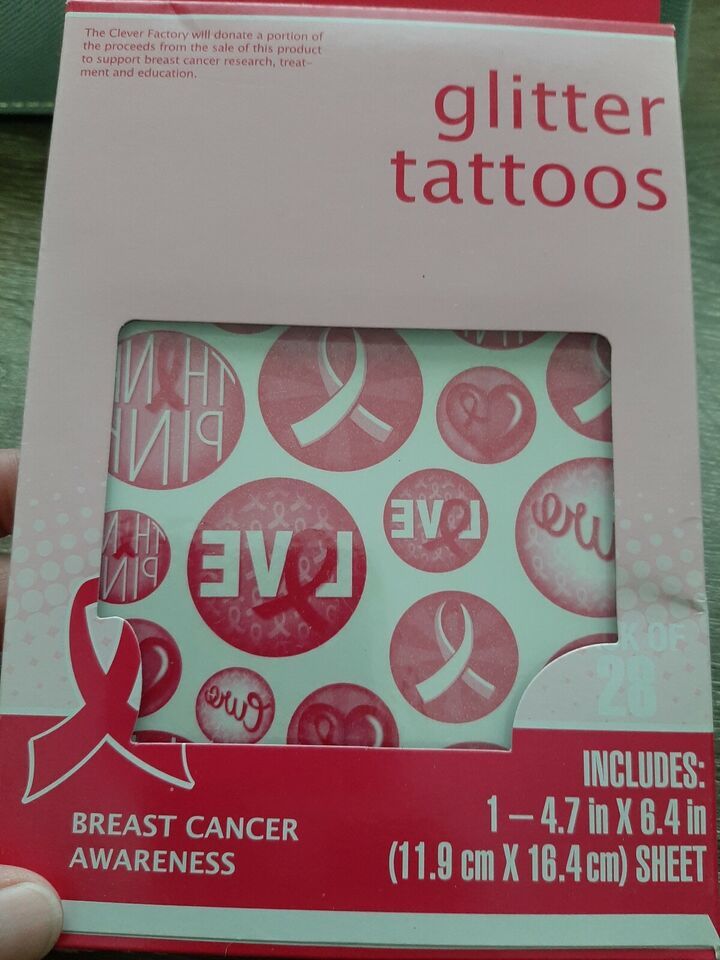 The Clever Factory will donate a portion of
the proceeds from the sale of this product
to support breast cancer research, treat-
ment and education.
glitter
tattoos
THINK
PINK
LOVE
LOVE
cure
THINK
PINK
cure
OF
28
BREAST CANCER
AWARENESS
INCLUDES:
1 – 4.7 in X 6.4 in
(11.9 cm X 16.4 cm) SHEET